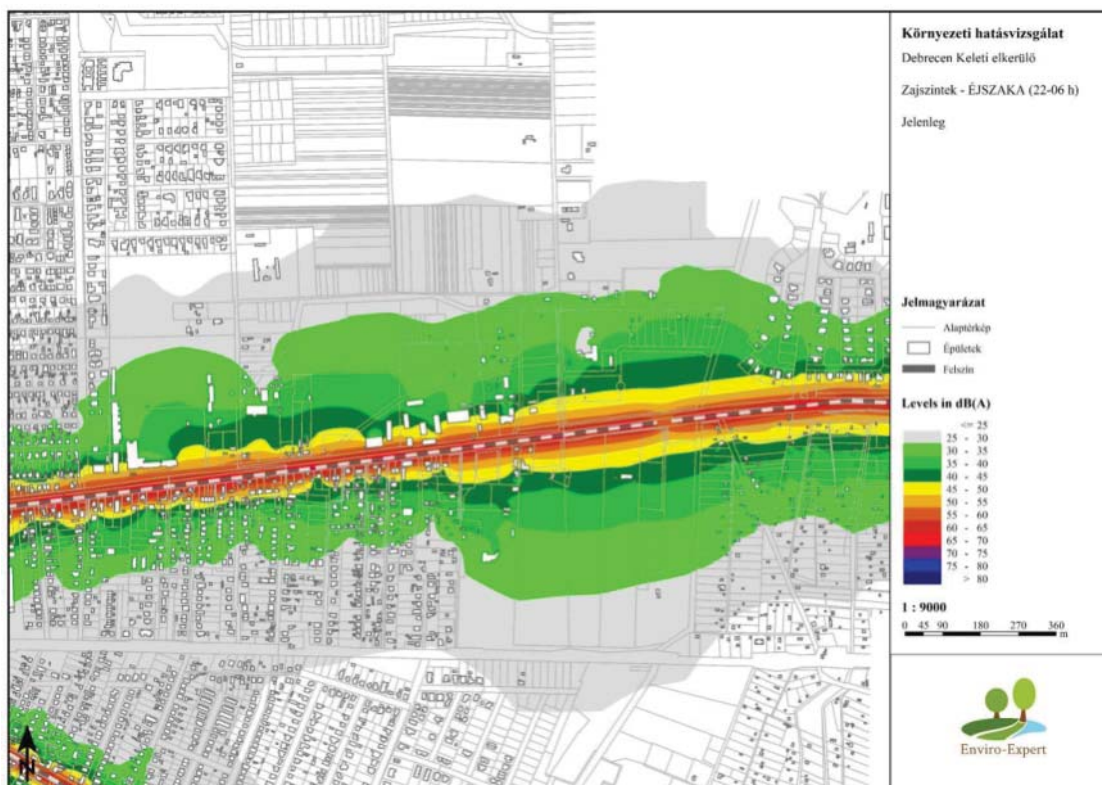 Környezeti hatásvizsgálat
Debrecen Keleti elkerülő
Zajszintek - ÉJSZAKA (22-06 h)
Jelenleg
Jelmagyarázat
Alaptérkép
Épületek
Felszín
Levels in dB(A)
<= 25
25 - 30
30 - 35
35 - 40
40 - 45
45 - 50
50 - 55
55 - 60
60 - 65
65 - 70
70 - 75
75 - 80
> 80
1 : 9000
0 45 90 180 270 360
m
Enviro-Expert
N